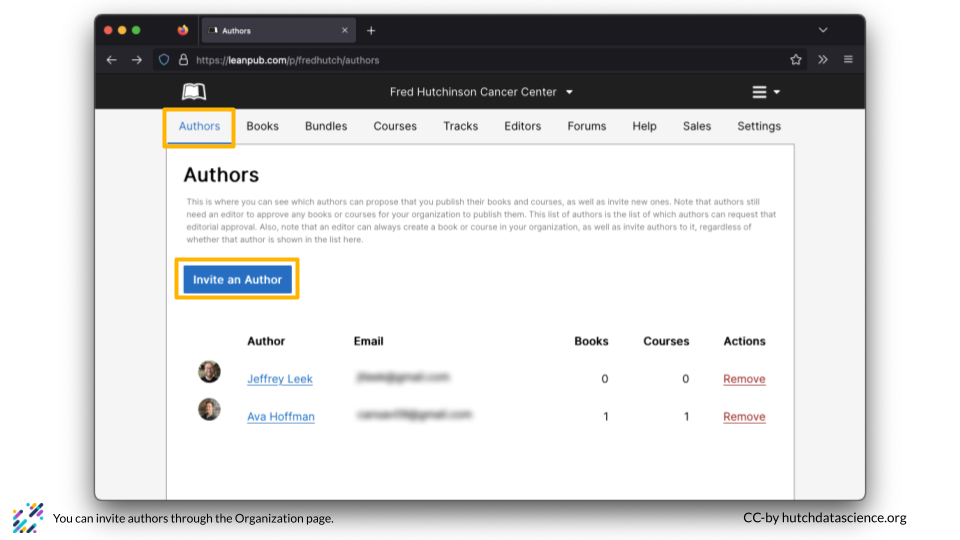 Authors
https://leanpub.com/p/fredhutch/authors
Fred Hutchinson Cancer Center
Authors Books Bundles Courses Tracks Editors Forums Help Sales Settings
Authors
This is where you can see which authors can propose that you publish their books and courses, as well as invite new ones. Note that authors still
need an editor to approve any books or courses for your organization to publish them. This list of authors is the list of which authors can request that
editorial approval. Also, note that an editor can always create a book or course in your organization, as well as invite authors to it, regardless of
whether that author is shown in the list here.
Invite an Author
Author Email Books Courses Actions
Jeffrey Leek 0 0 Remove
Ava Hoffman 1 1 Remove
You can invite authors through the Organization page.
CC-by hutchdatascience.org